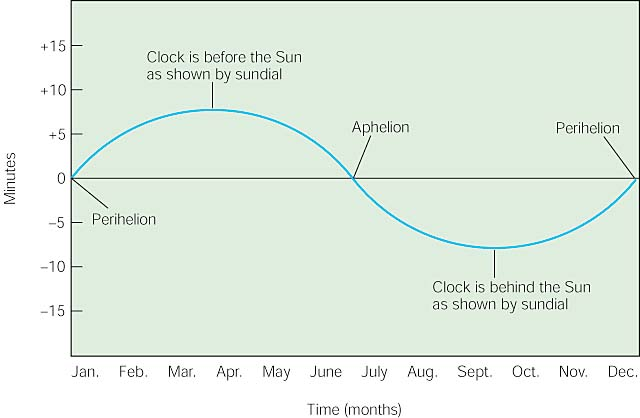 +15
Clock is before the Sun
as shown by sundial
+10
+5
Aphelion
Perihelion
Minutes
0
Perihelion
−5
−10
Clock is behind the Sun
as shown by sundial
−15
Jan. Feb. Mar. Apr. May June July Aug. Sept. Oct. Nov. Dec.
Time (months)